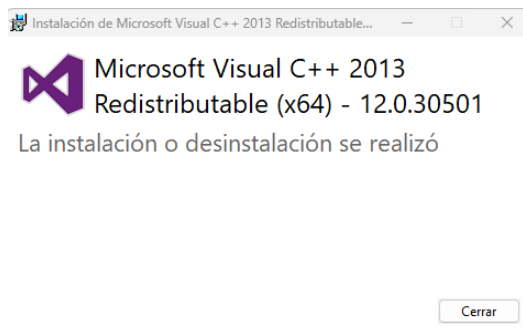 Instalación de Microsoft Visual C++ 2013 Redistributable...
Microsoft Visual C++ 2013
Redistributable (x64) - 12.0.30501
La instalación o desinstalación se realizó
Cerrar